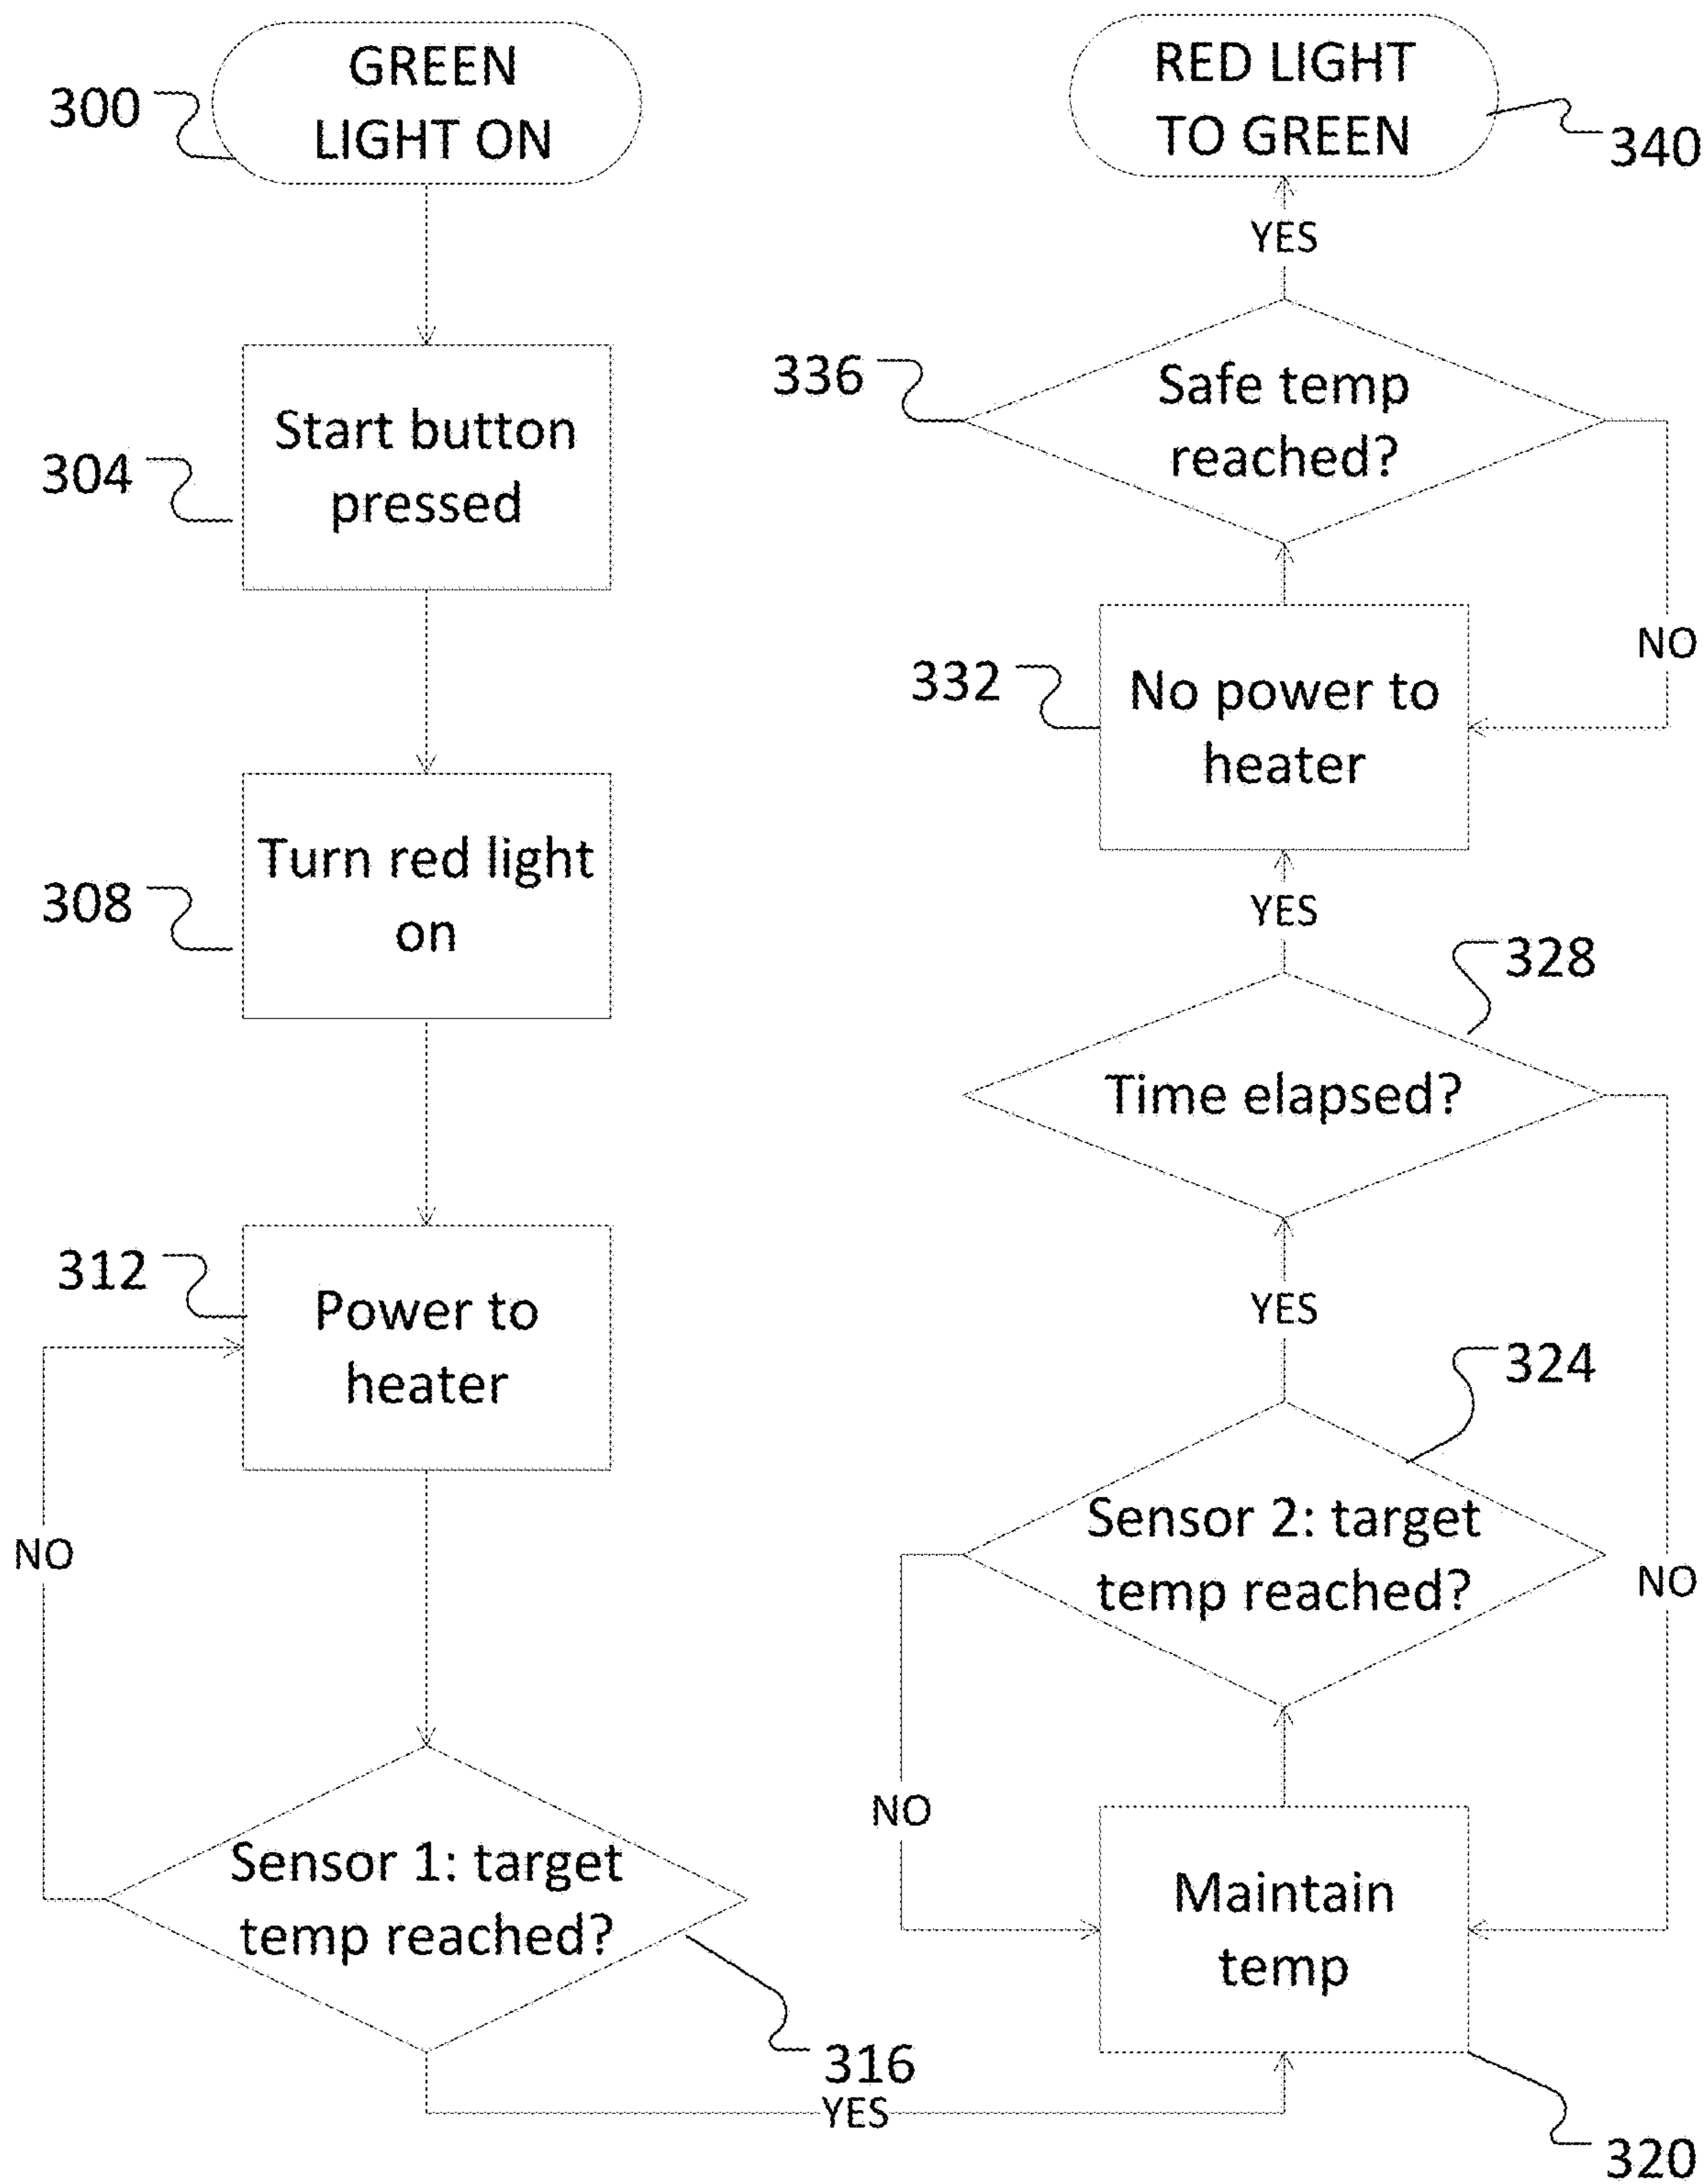 300
GREEN
LIGHT ON
304
Start button
pressed
308
Turn red light
on
312
Power to
heater
NO
Sensor 1: target
temp reached?
316
YES
RED LIGHT
TO GREEN
340
YES
336
Safe temp
reached?
NO
332
No power to
heater
YES
328
Time elapsed?
YES
324
Sensor 2: target
temp reached?
NO
NO
Maintain
temp
320